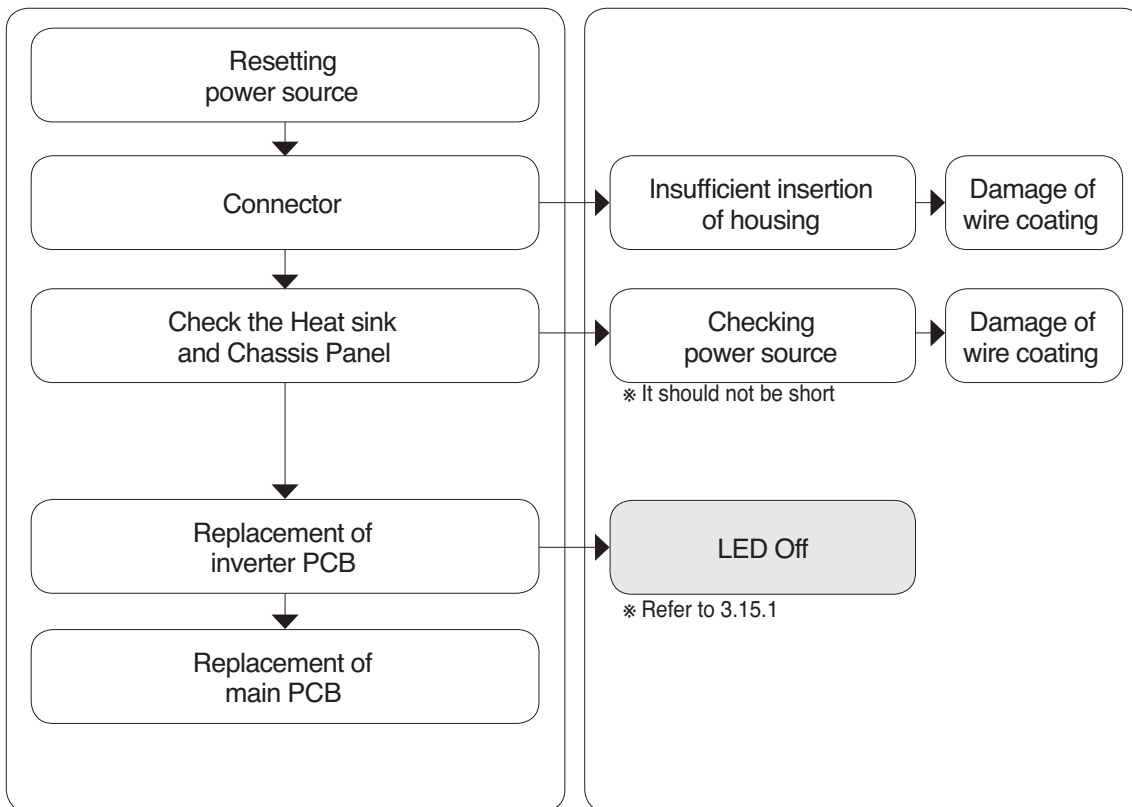 Resetting
power source
Connector
Insufficient insertion
of housing
Damage of
wire coating
Check the Heat sink
and Chassis Panel
Checking
power source
Damage of
wire coating
※ It should not be short
Replacement of
inverter PCB
LED Off
※ Refer to 3.15.1
Replacement of
main PCB